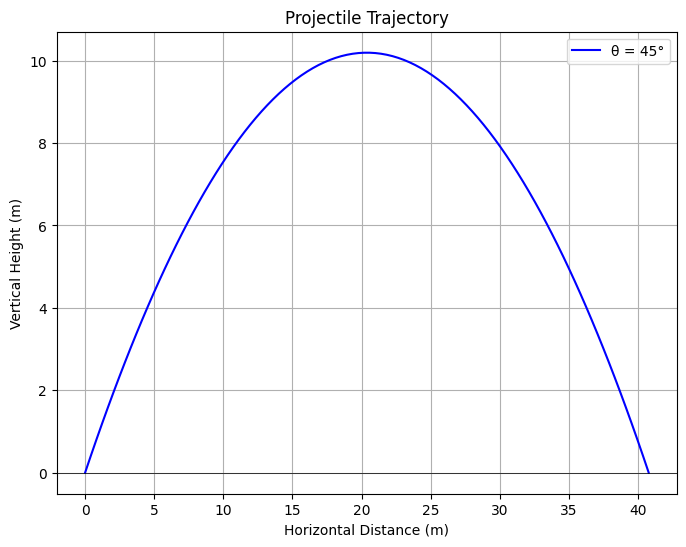 Projectile Trajectory
θ = 45°
Vertical Height (m)
10
8
6
4
2
0
0 5 10 15 20 25 30 35 40
Horizontal Distance (m)